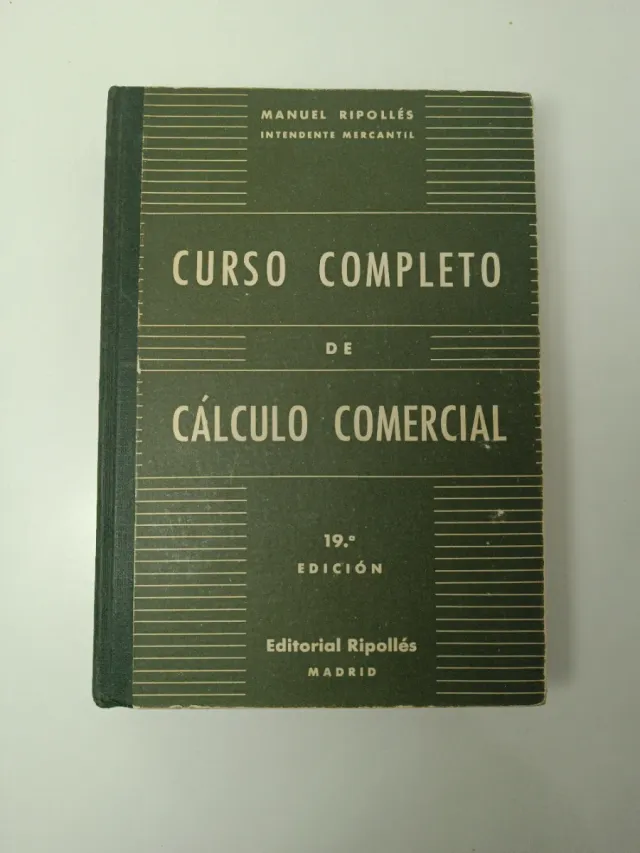 MANUEL RIPOLLÉS
INTENDENTE MERCANTIL
CURSO COMPLETO
DE
CÁLCULO COMERCIAL
19.ª
EDICIÓN
Editorial Ripollés
MADRID